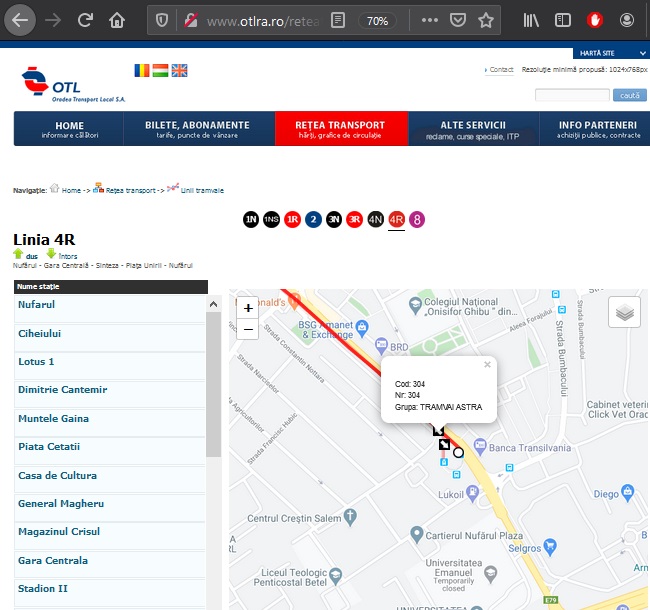 www.otlra.ro/retea
70%
HARTĂ SITE
Contact Rezoluție minimă propusă: 1024x768px
OTL
Oradea Transport Local S.A.
caută
HOME
informare călători
BILETE, ABONAMENTE
tarife, puncte de vânzare
REȚEA TRANSPORT
hărți, grafice de circulație
ALTE SERVICII
reclame, curse speciale, ITP
INFO PARTENERI
achiziții publice, contracte
Navigație: Home -> Rețea transport -> Linii tramvaie
1N 1NS 1R 2 3N 3R 4N 4R 8
Linia 4R
dus întors
Nufărul - Gara Centrală - Sinteza - Piața Unirii - Nufărul
Nume stație
Nufarul
Ciheiului
Lotus 1
Dimitrie Cantemir
Muntele Gaina
Piata Cetatii
Casa de Cultura
General Magheru
Magazinul Crisul
Gara Centrala
Stadion II
+
−
Donald's
Colegiul Național
„Onisifor Ghibu " din...
BSG Amanet
& Exchange
BRD
Aleea Forajului
Strada Bumbacului
Strada Bumbacului
Strada Constantin Nottara
Strada Narciselor
Agricultorilor
Strada Francisc Hubic
Cod: 304
Nr: 304
Grupa: TRAMVAI ASTRA
Cabinet veterin
Click Vet Orad
Banca Transilvania
Lukoil
Diego
Centrul Creștin Salem
Cartierul Nufărul Plaza
Selgros
Universitatea
Emanuel
Temporarily
closed
Liceul Teologic
Penticostal Betel
E79
UNIVERSITATEA